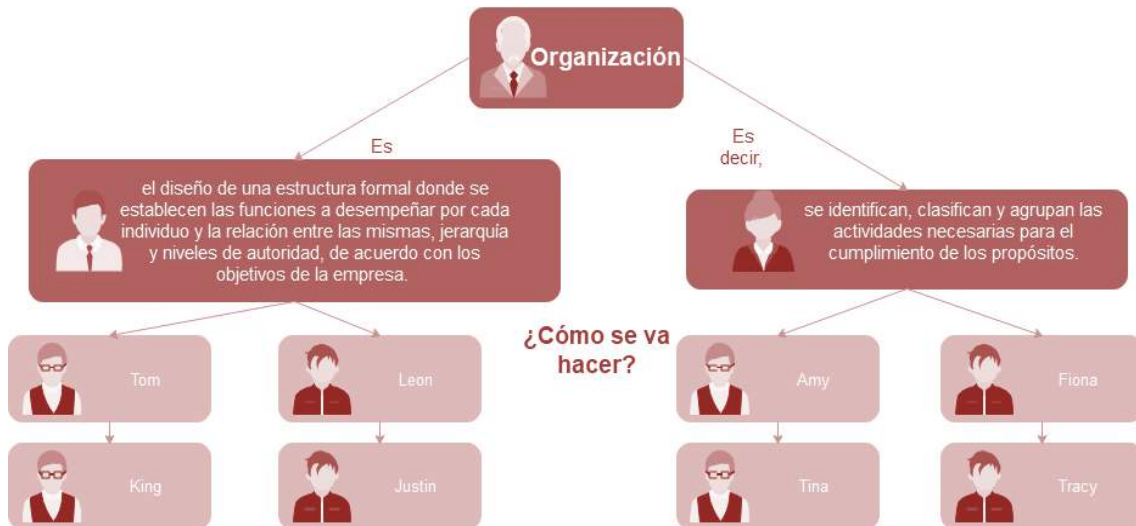 Organización
Es
Es
decir,
el diseño de una estructura formal donde se
establecen las funciones a desempeñar por cada
individuo y la relación entre las mismas, jerarquía
y niveles de autoridad, de acuerdo con los
objetivos de la empresa.
se identifican, clasifican y agrupan las
actividades necesarias para el
cumplimiento de los propósitos.
¿Cómo se va
hacer?
Tom
Leon
Amy
Fiona
King
Justin
Tina
Tracy